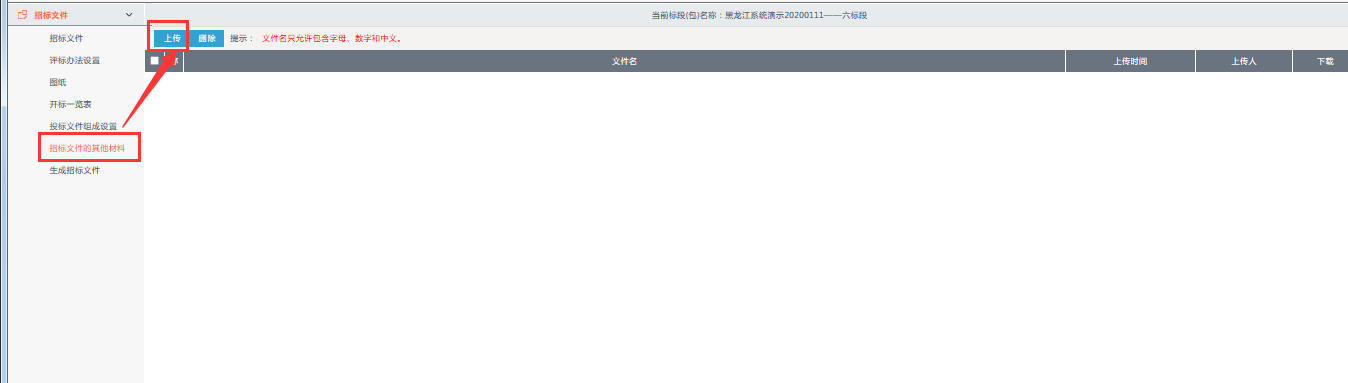 招标文件
当前标段(包)名称：黑龙江系统演示20200111——六标段
招标文件
上传 删除 提示： 文件名只允许包含字母、数字和中文。
评标办法设置
文件名 上传时间 上传人 下载
图纸
开标一览表
投标文件组成设置
招标文件的其他材料
生成招标文件